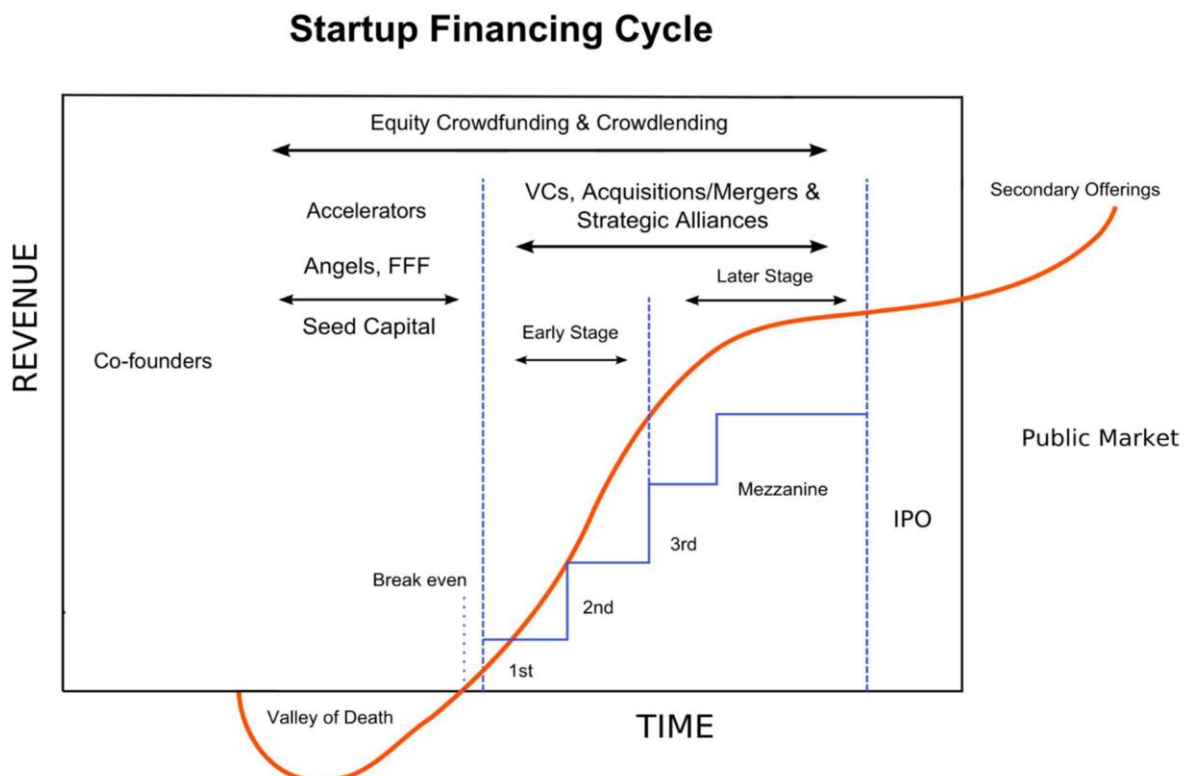 Startup Financing Cycle
Equity Crowdfunding & Crowdlending
VCs, Acquisitions/Mergers &
Strategic Alliances
Accelerators
Angels, FFF
Seed Capital
Co-founders
Early Stage
Later Stage
Secondary Offerings
Public Market
REVENUE
Mezzanine
IPO
3rd
2nd
1st
Break even
Valley of Death
TIME